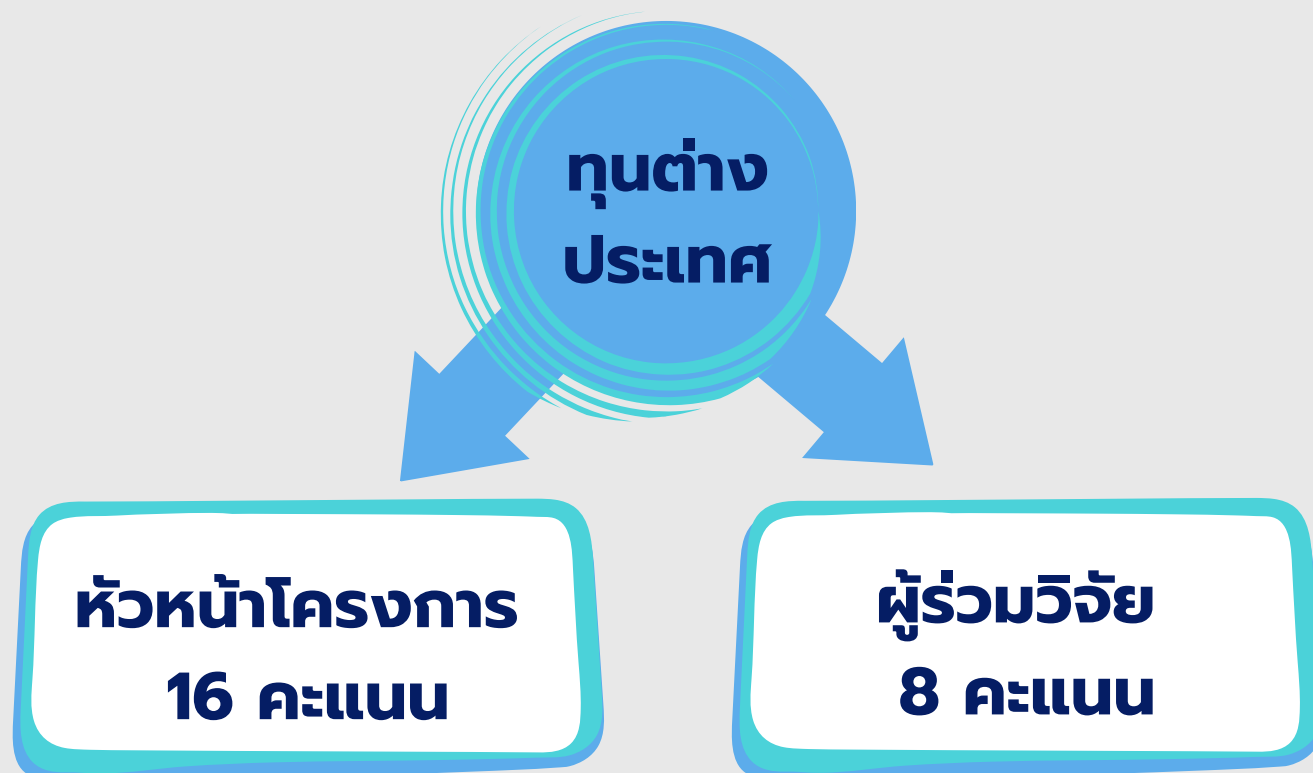 ทุนต่าง
ประเทศ
หัวหน้าโครงการ
16 คะแนน
ผู้ร่วมวิจัย
8 คะแนน